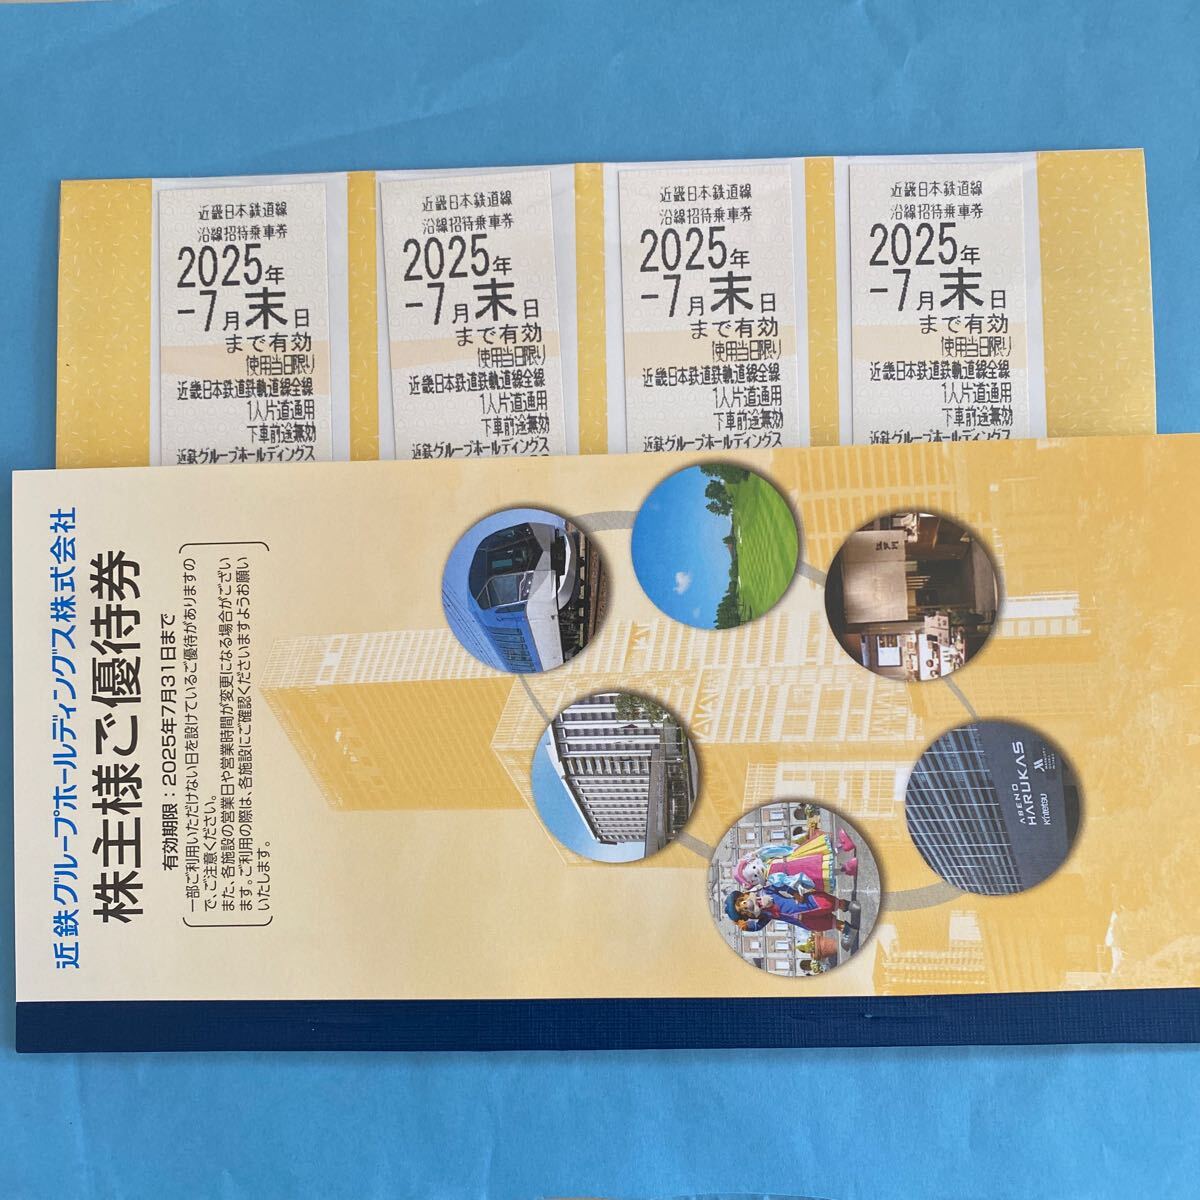 近畿日本鉄道線
沿線招待乗車券
2025年
-7月末日
まで有効
使用当日限り
近畿日本鉄道鉄軌道線全線
1人片道通用
下車前途無効
近鉄グループホールディングス
近畿日本鉄道線
沿線招待乗車券
2025年
-7月末日
まで有効
使用当日限り
近畿日本鉄道鉄軌道線全線
1人片道通用
下車前途無効
近鉄グループホールディングス
近畿日本鉄道線
沿線招待乗車券
2025年
-7月末日
まで有効
使用当日限り
近畿日本鉄道鉄軌道線全線
1人片道通用
下車前途無効
近鉄グループホールディングス
近畿日本鉄道線
沿線招待乗車券
2025年
-7月末日
まで有効
使用当日限り
近畿日本鉄道鉄軌道線全線
1人片道通用
下車前途無効
近鉄グループホールディングス
近鉄グループホールディングス株式会社
株主様ご優待券
有効期限：2025年7月31日まで
一部ご利用いただけない日を設けているご優待がありますの
で、ご注意ください。
また、各施設の営業日や営業時間が変更になる場合がござい
ます。ご利用の際は、各施設にご確認くださいますようお願い
いたします。
ABENO
HARUKAS
Kintetsu